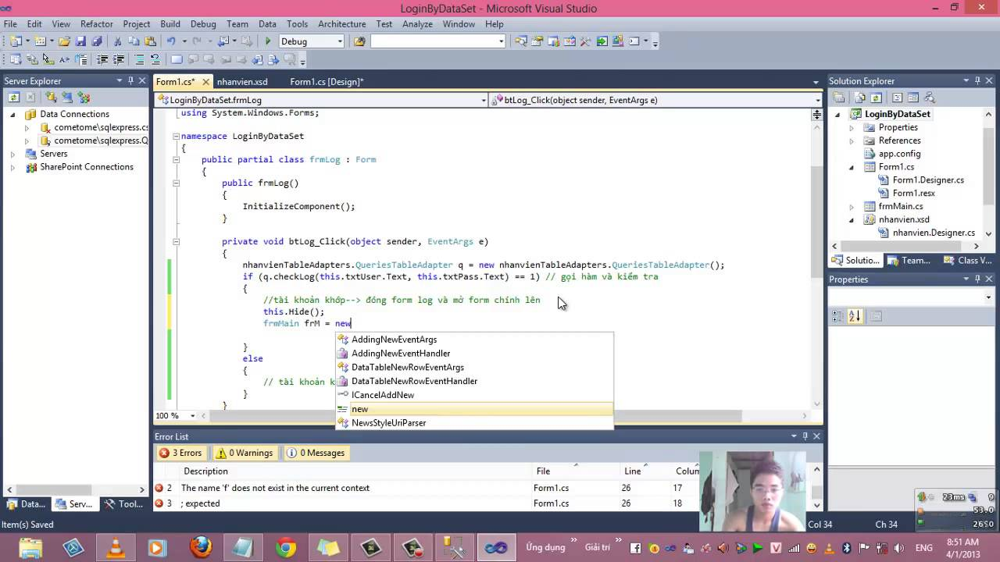 LoginByDataSet - Microsoft Visual Studio
File Edit View Refactor Project Build Debug Team Data Tools Architecture Test Analyze Window Help
Debug
Server Explorer
Form1.cs* nhanvien.xsd Form1.cs [Design]*
Solution Explorer
LoginByDataSet.frmLog
btLog_Click(object sender, EventArgs e)
Data Connections
cometome\sqlexpress.cs
cometome\sqlexpress.Q
Servers
SharePoint Connections
using System.Windows.Forms;
namespace LoginByDataSet
{
public partial class frmLog : Form
{
public frmLog()
{
InitializeComponent();
}
private void btLog_Click(object sender, EventArgs e)
{
nhanvienTableAdapters.QueriesTableAdapter q = new nhanvienTableAdapters.QueriesTableAdapter();
if (q.checkLog(this.txtUser.Text, this.txtPass.Text) == 1) // gọi hàm và kiểm tra
{
//tài khoản khớp--> đóng form log và mở form chính lên
this.Hide();
frmMain frM = new
}
else
{
// tài khoản k
}
}
AddingNewEventArgs
AddingNewEventHandler
DataTableNewRowEventArgs
DataTableNewRowEventHandler
ICancelAddNew
new
NewsStyleUriParser
100 %
LoginByDataSet
Properties
References
app.config
Form1.cs
Form1.Designer.cs
Form1.resx
frmMain.cs
nhanvien.xsd
nhanvien.Designer.cs
Solutio... Team... Class V...
Properties
Error List
3 Errors 0 Warnings 0 Messages
Description File Line Colum
2 The name 'f' does not exist in the current context Form1.cs 26 17
3 ; expected Form1.cs 26 18
Data... Serv... Tool...
Item(s) Saved
Col 34 Ch 34
23ms 9
53.0
Ứng dụng Giải trí
ENG
8:51 AM
4/1/2013